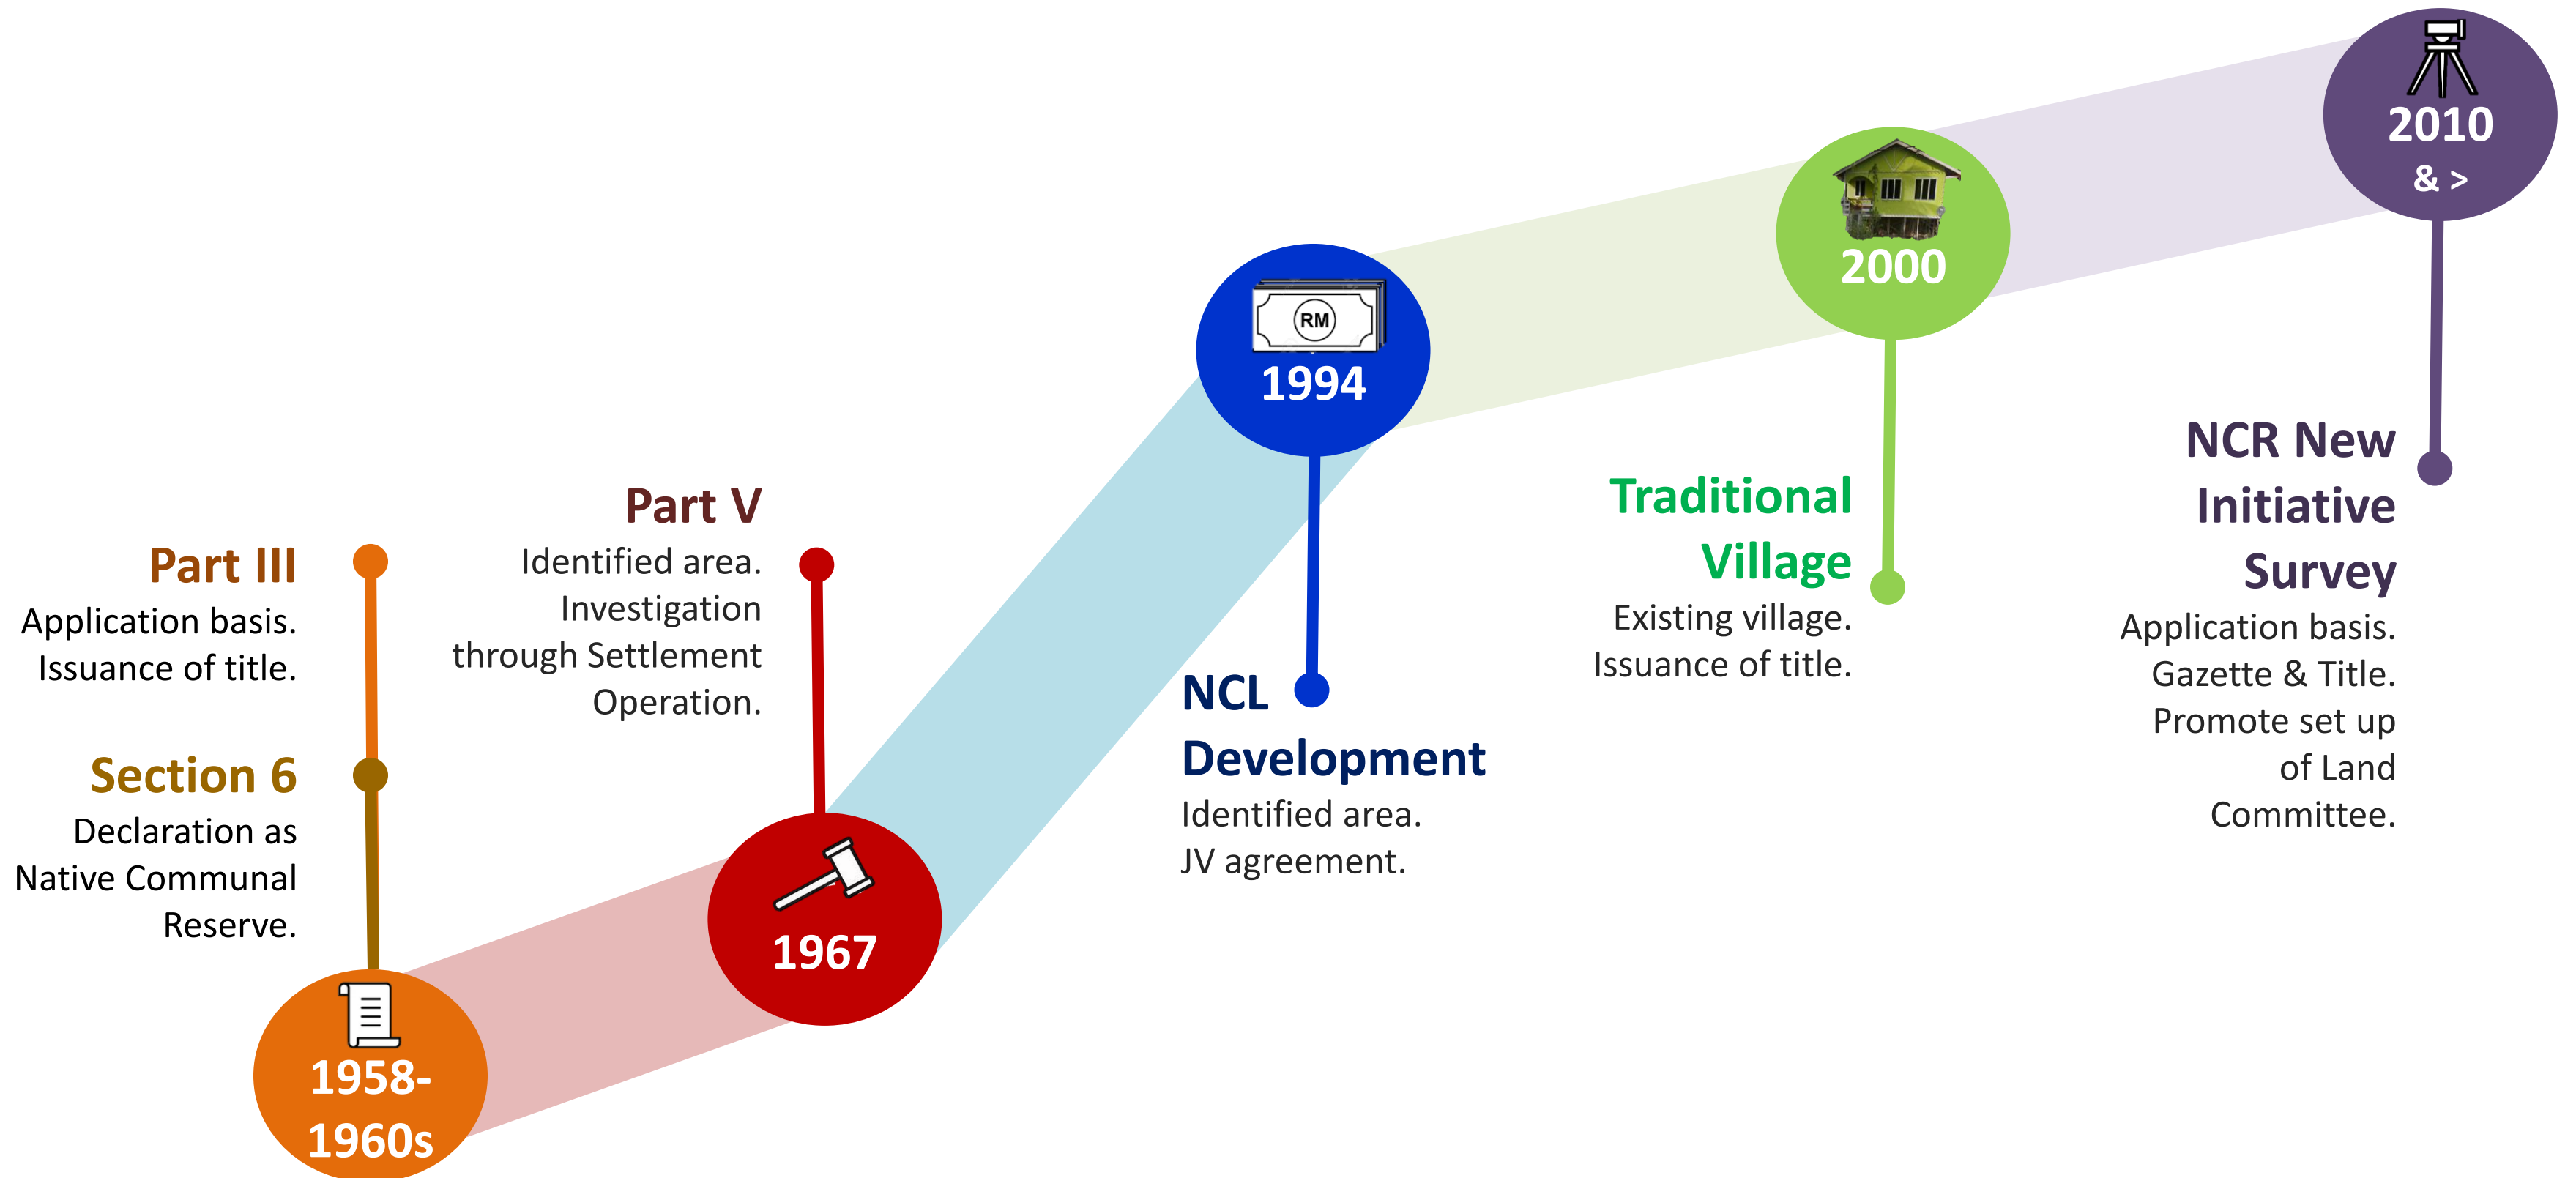 Part III
Application basis.
Issuance of title.
Section 6
Declaration as
Native Communal
Reserve.
1958-
1960s
Part V
Identified area.
Investigation
through Settlement
Operation.
1967
RM
1994
NCL
Development
Identified area.
JV agreement.
2000
Traditional
Village
Existing village.
Issuance of title.
2010
& >
NCR New
Initiative
Survey
Application basis.
Gazette & Title.
Promote set up
of Land
Committee.